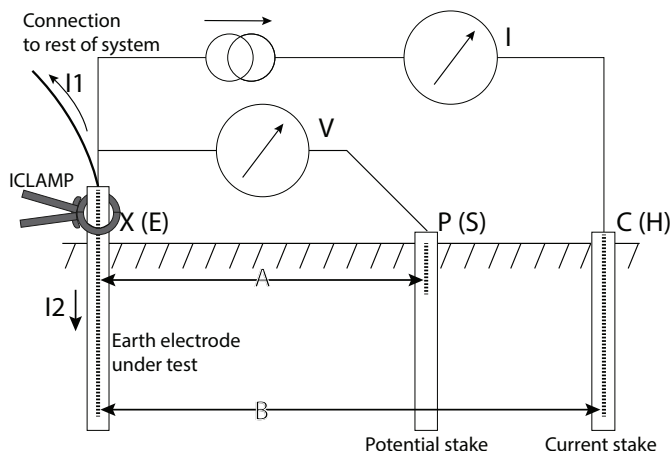 Connection
to rest of system
I
I1
V
ICLAMP
X (E)
P (S)
C (H)
A
I2
Earth electrode
under test
B
Potential stake
Current stake